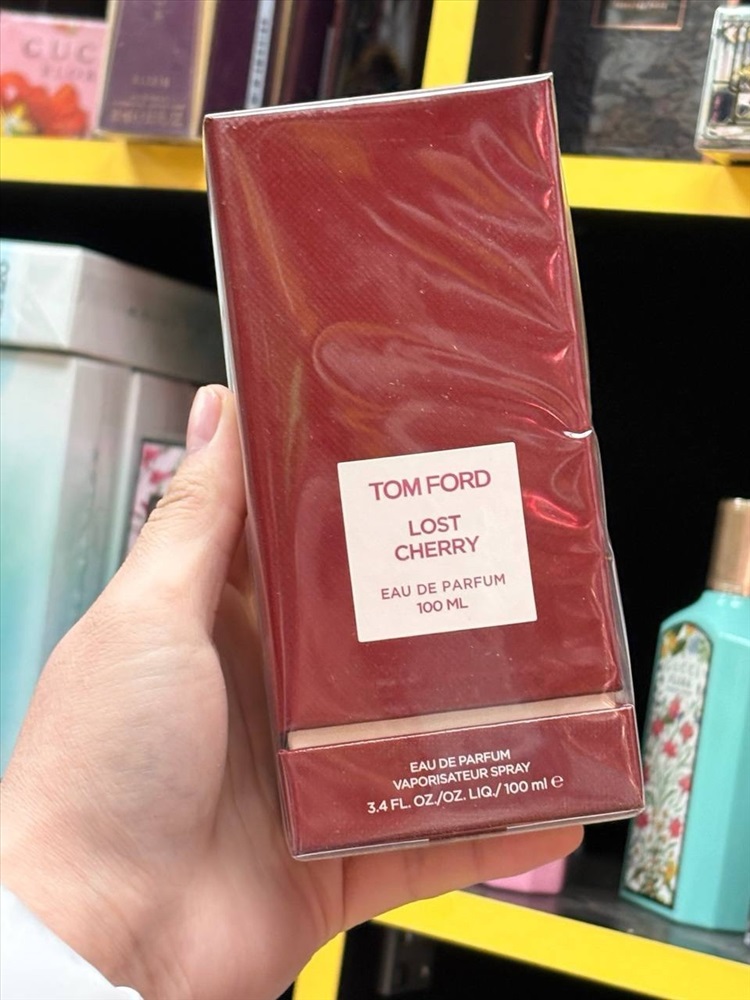 GUC
TOM FORD
LOST
CHERRY
EAU DE PARFUM
100 ML
EAU DE PARFUM
VAPORISATEUR SPRAY
3.4 FL. OZ./OZ. LIQ./ 100 ml ℮